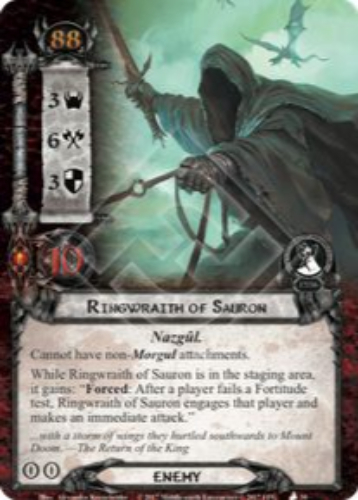 88
3
6
3
10
RINGWRAITH OF SAURON
Nazgûl.
Cannot have non-Morgul attachments.
While Ringwraith of Sauron is in the staging area,
it gains: "Forced: After a player fails a Fortitude
test, Ringwraith of Sauron engages that player and
makes an immediate attack."
...with a storm of wings they hurtled southwards to Mount
Doom.—The Return of the King
ENEMY